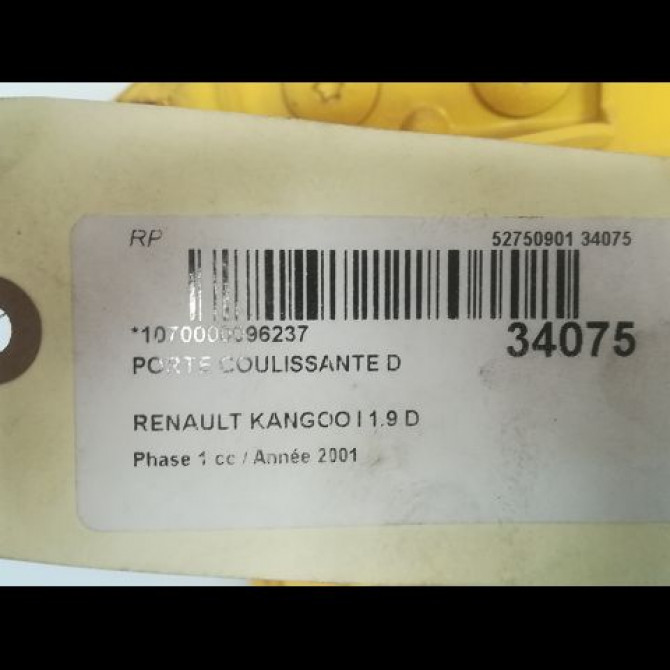 RP 52750901 34075
*1070000096237 34075
PORTE COULISSANTE D
RENAULT KANGOO I 1.9 D
Phase 1 cc / Année 2001